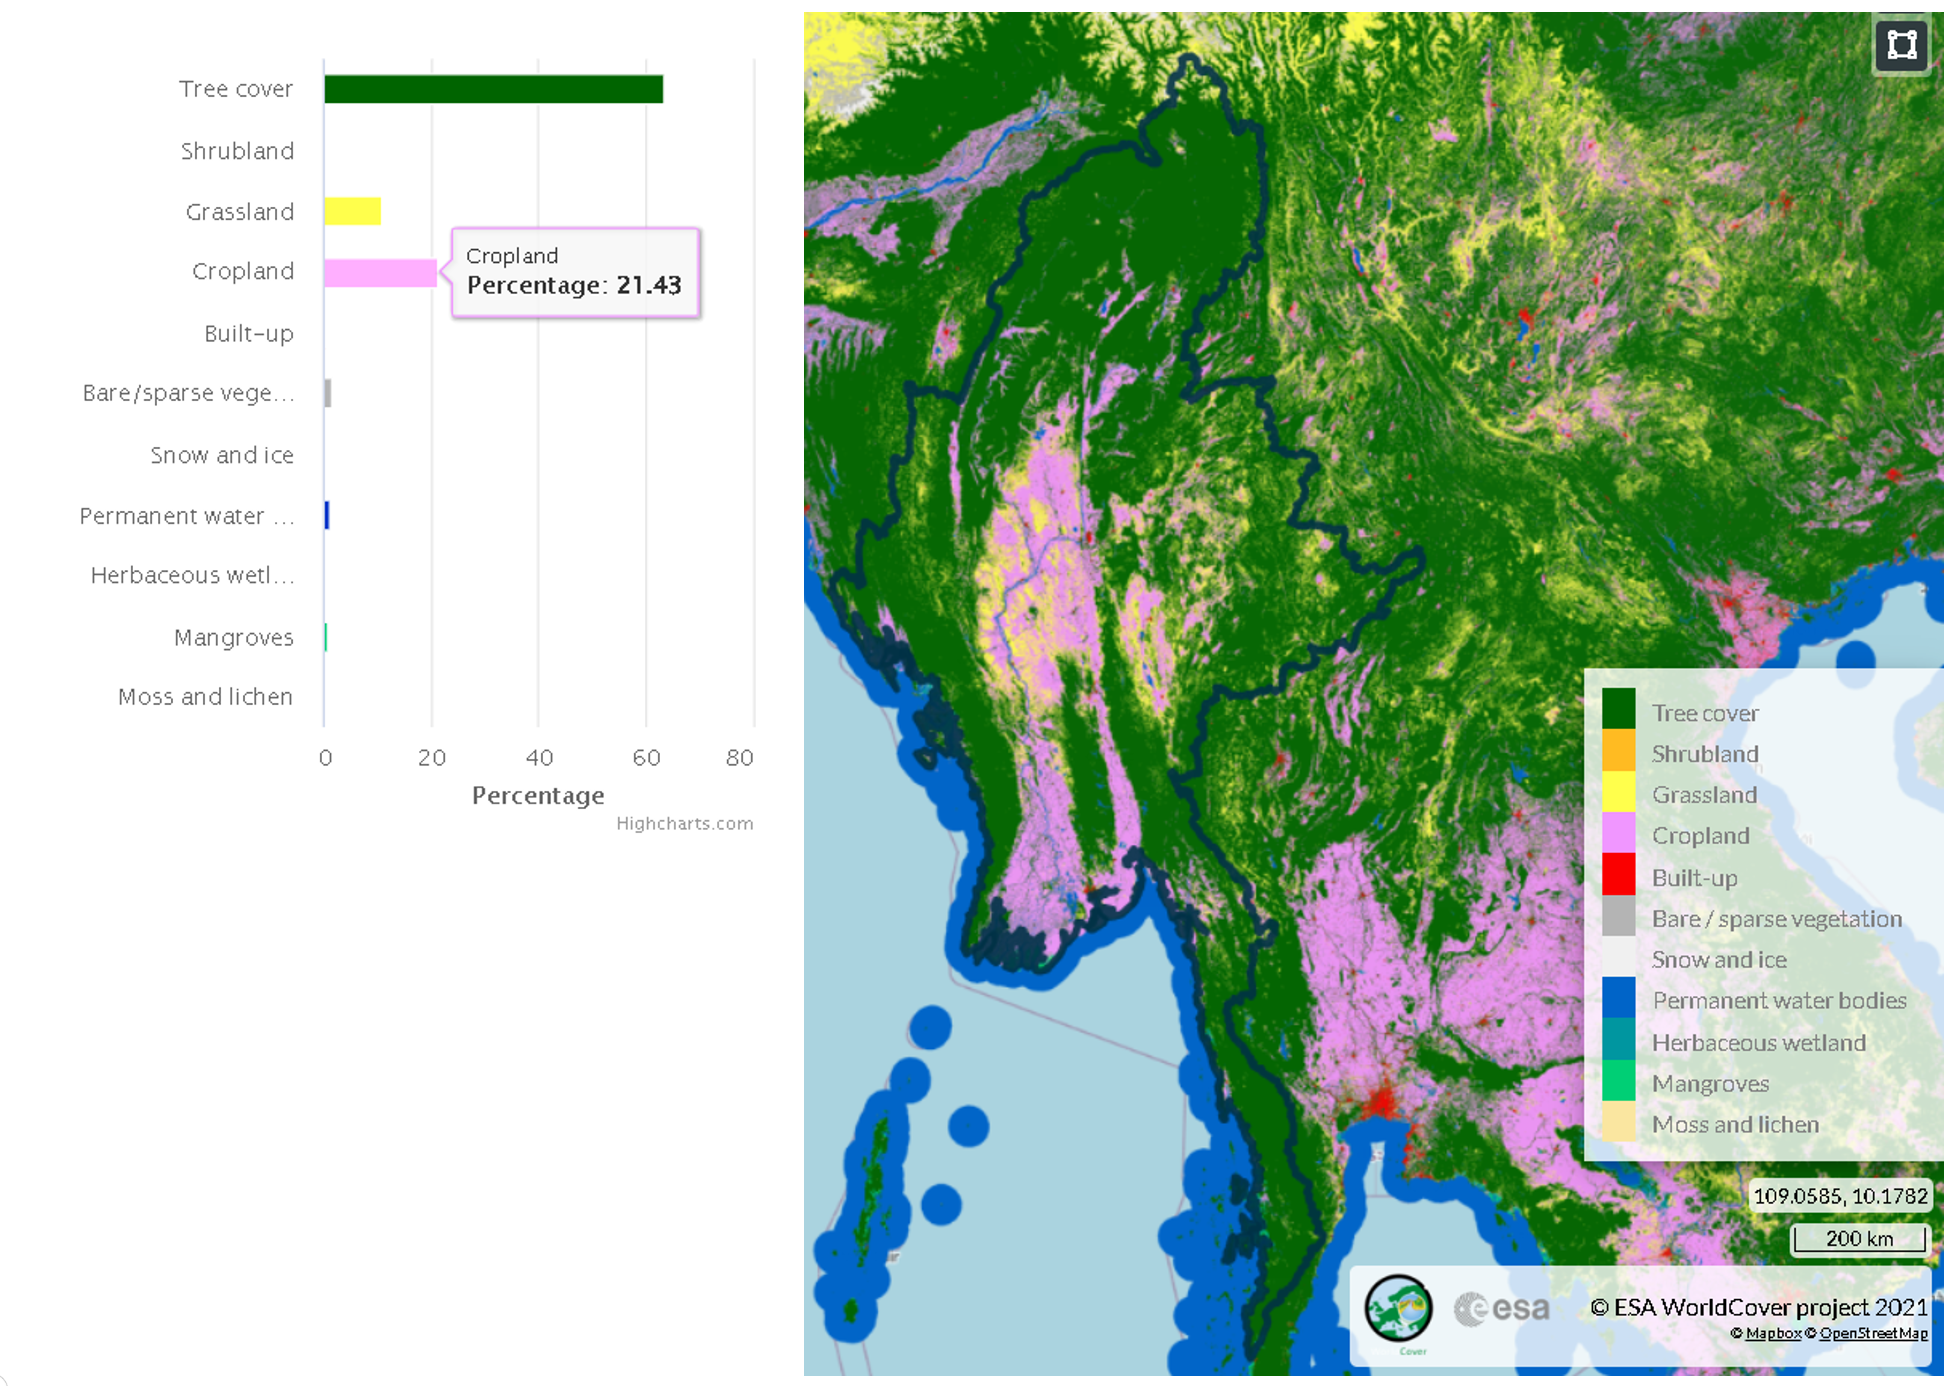 Tree cover
Shrubland
Grassland
Cropland
Built-up
Bare/sparse vege...
Snow and ice
Permanent water ...
Herbaceous wetl...
Mangroves
Moss and lichen
Cropland
Percentage: 21.43
0 20 40 60 80
Percentage
Highcharts.com
Tree cover
Shrubland
Grassland
Cropland
Built-up
Bare / sparse vegetation
Snow and ice
Permanent water bodies
Herbaceous wetland
Mangroves
Moss and lichen
109.0585, 10.1782
200 km
Cover
esa
© ESA WorldCover project 2021
© Mapbox © OpenStreetMap